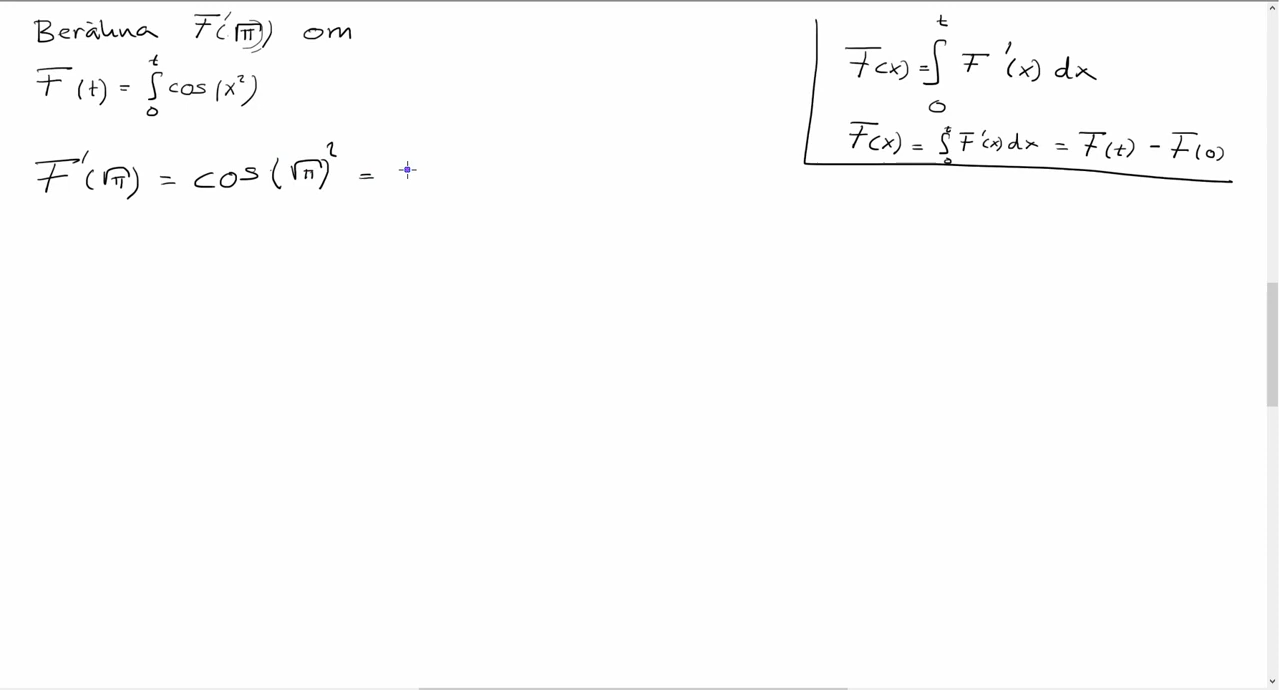 Beräkna F'(√π) om
F(t) = ∫₀ᵗ cos(x²)
F'(√π) = cos(√π)² =
F(x) = ∫₀ᵗ F'(x) dx
F(x) = ∫₀ᵗ F'(x) dx = F(t) - F(0)